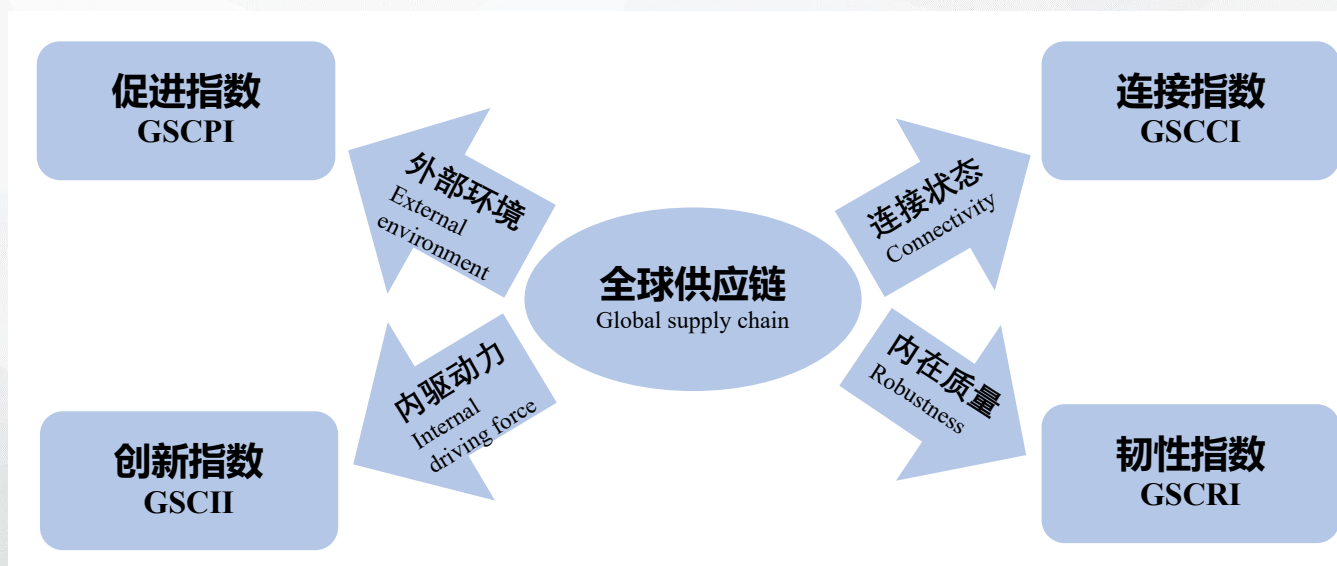 促进指数
GSCPI
外部环境
External
environment
连接指数
GSCCI
连接状态
Connectivity
全球供应链
Global supply chain
内驱动力
Internal
driving force
创新指数
GSCII
内在质量
Robustness
韧性指数
GSCRI